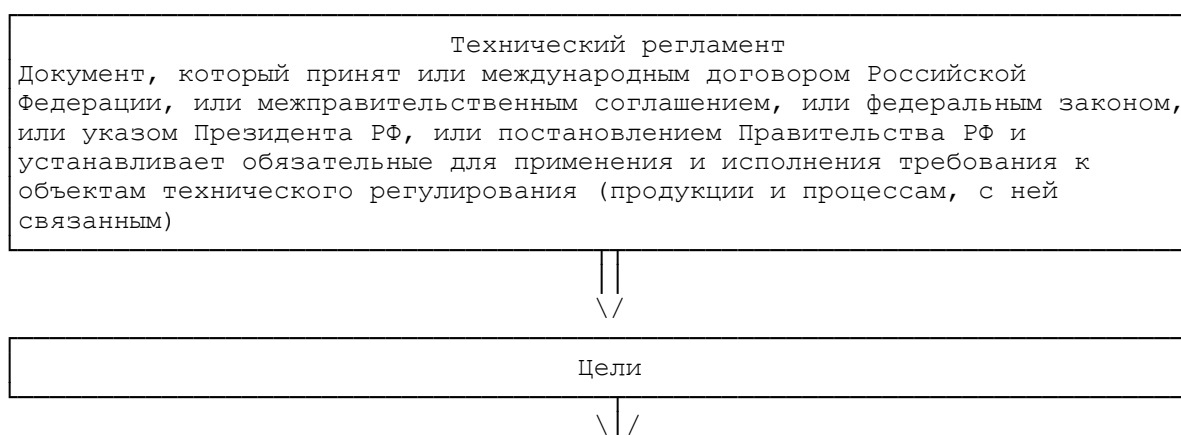 Технический регламент
Документ, который принят или международным договором Российской
Федерации, или межправительственным соглашением, или федеральным законом,
или указом Президента РФ, или постановлением Правительства РФ и
устанавливает обязательные для применения и исполнения требования к
объектам технического регулирования (продукции и процессам, с ней
связанным)
Цели